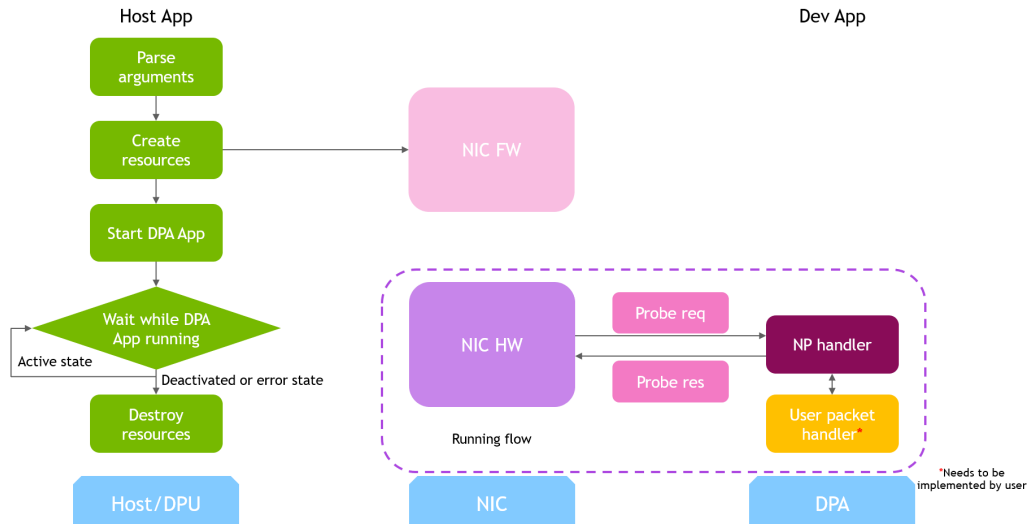 Host App
Dev App
Parse
arguments
Create
resources
NIC FW
Start DPA App
Wait while DPA
App running
Active state
Deactivated or error state
Destroy
resources
NIC HW
Probe req
NP handler
Probe res
User packet
handler*
Running flow
*Needs to be
implemented by user
Host/DPU
NIC
DPA